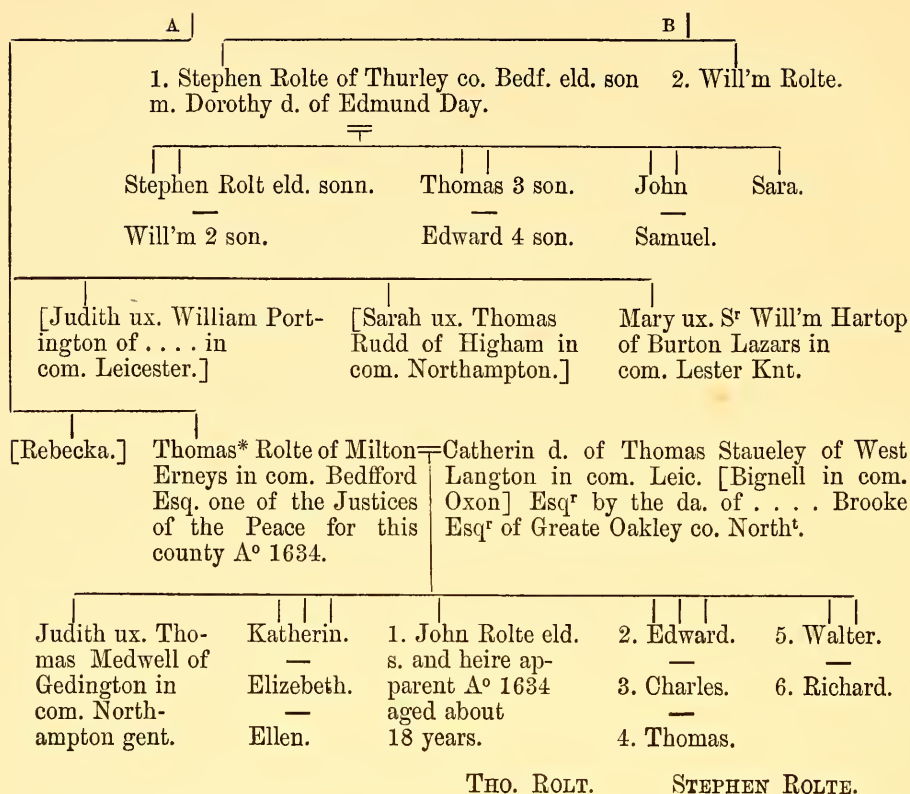 A B
1. Stephen Rolte of Thurley co. Bedf. eld. son 2. Will'm Rolte.
m. Dorothy d. of Edmund Day.
Stephen Rolt eld. sonn. Thomas 3 son. John Sara.
Will'm 2 son. Edward 4 son. Samuel.
[Judith ux. William Port-
ington of . . . . in
com. Leicester.]
[Sarah ux. Thomas
Rudd of Higham in
com. Northampton.]
Mary ux. Sʳ Will'm Hartop
of Burton Lazars in
com. Lester Knt.
[Rebecka.]
Thomas* Rolte of Milton
Erneys in com. Bedfford
Esq. one of the Justices
of the Peace for this
county Aº 1634.
Catherin d. of Thomas Staueley of West
Langton in com. Leic. [Bignell in com.
Oxon] Esqʳ by the da. of . . . . Brooke
Esqʳ of Greate Oakley co. Northᵗ.
Judith ux. Tho-
mas Medwell of
Gedington in
com. North-
ampton gent.
Katherin.
—
Elizebeth.
—
Ellen.
1. John Rolte eld.
s. and heire ap-
parent Aº 1634
aged about
18 years.
2. Edward.
—
3. Charles.
—
4. Thomas.
5. Walter.
—
6. Richard.
Tho. Rolt. Stephen Rolte.